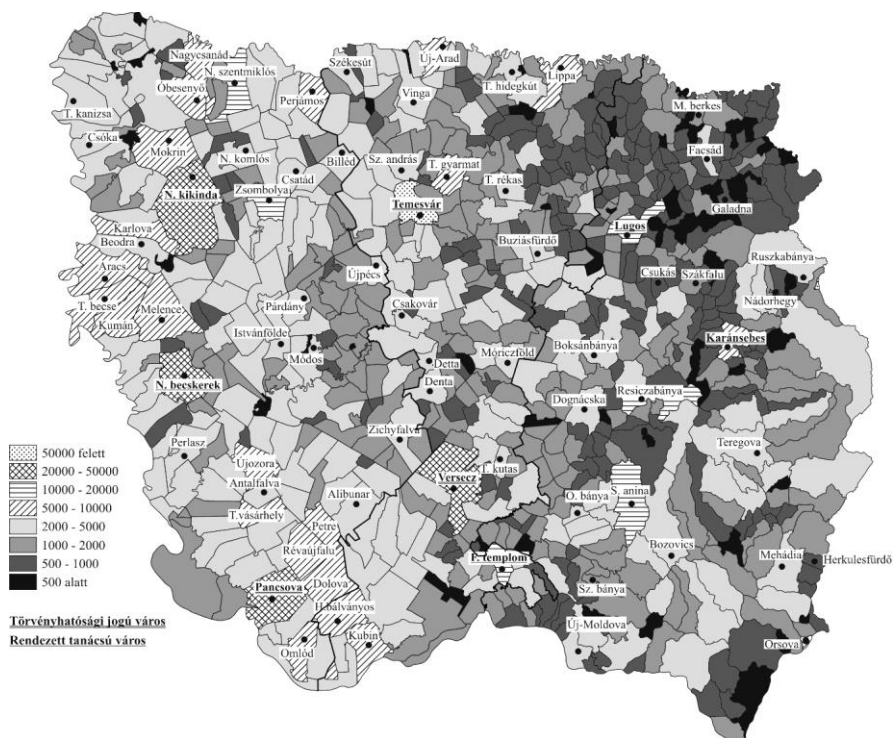 Nagycsanád
N. szentmiklós
Óbesenyő
T. kanizsa
Csóka
Mokrin
Perjámos
Székesút
Vinga
Új-Arad
T. hidegkút
Lippa
M. berkes
Facsád
N. komlós
Csatád
Billéd
Sz. andrás
T. gyarmat
T. rékas
N. kikinda
Zsombolya
Temesvár
Galadna
Karlova
Beodra
Lugos
Buziásfürdő
Aracs
T. becse
Kumán
Melence
Újpécs
Csukás
Szákfalu
Ruszkabánya
Nádorhegy
Párdány
Csakovár
Istvánfölde
Módos
Móriczföld
Boksánbánya
Karánsebes
N. becskerek
Detta
Denta
Dognácska
Resiczabánya
Perlasz
Zichyfalva
Teregova
Újozora
Antalfalva
T.vásárhely
Alibunar
Versecz
T. kutas
O. bánya
S. anina
Petre
Révaújfalu
Dolova
Bozovics
Mehádia
Herkulesfürdő
F. templom
Pancsova
H.bálványos
Sz. bánya
Omlód
Kubin
Új-Moldova
Orsova
50000 felett
20000 - 50000
10000 - 20000
5000 - 10000
2000 - 5000
1000 - 2000
500 - 1000
500 alatt
Törvényhatósági jogú város
Rendezett tanácsú város